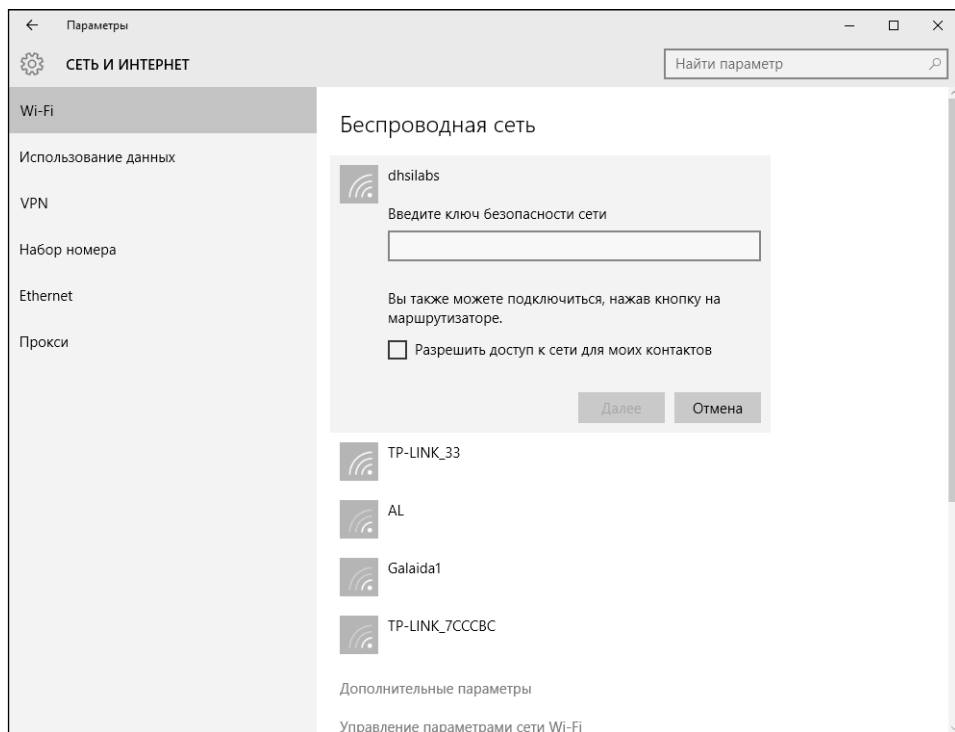 Параметры
СЕТЬ И ИНТЕРНЕТ
Найти параметр
Wi-Fi
Использование данных
VPN
Набор номера
Ethernet
Прокси
Беспроводная сеть
dhsilabs
Введите ключ безопасности сети
Вы также можете подключиться, нажав кнопку на
маршрутизаторе.
Разрешить доступ к сети для моих контактов
Далее
Отмена
TP-LINK_33
AL
Galaida1
TP-LINK_7CCCBC
Дополнительные параметры
Управление параметрами сети Wi-Fi